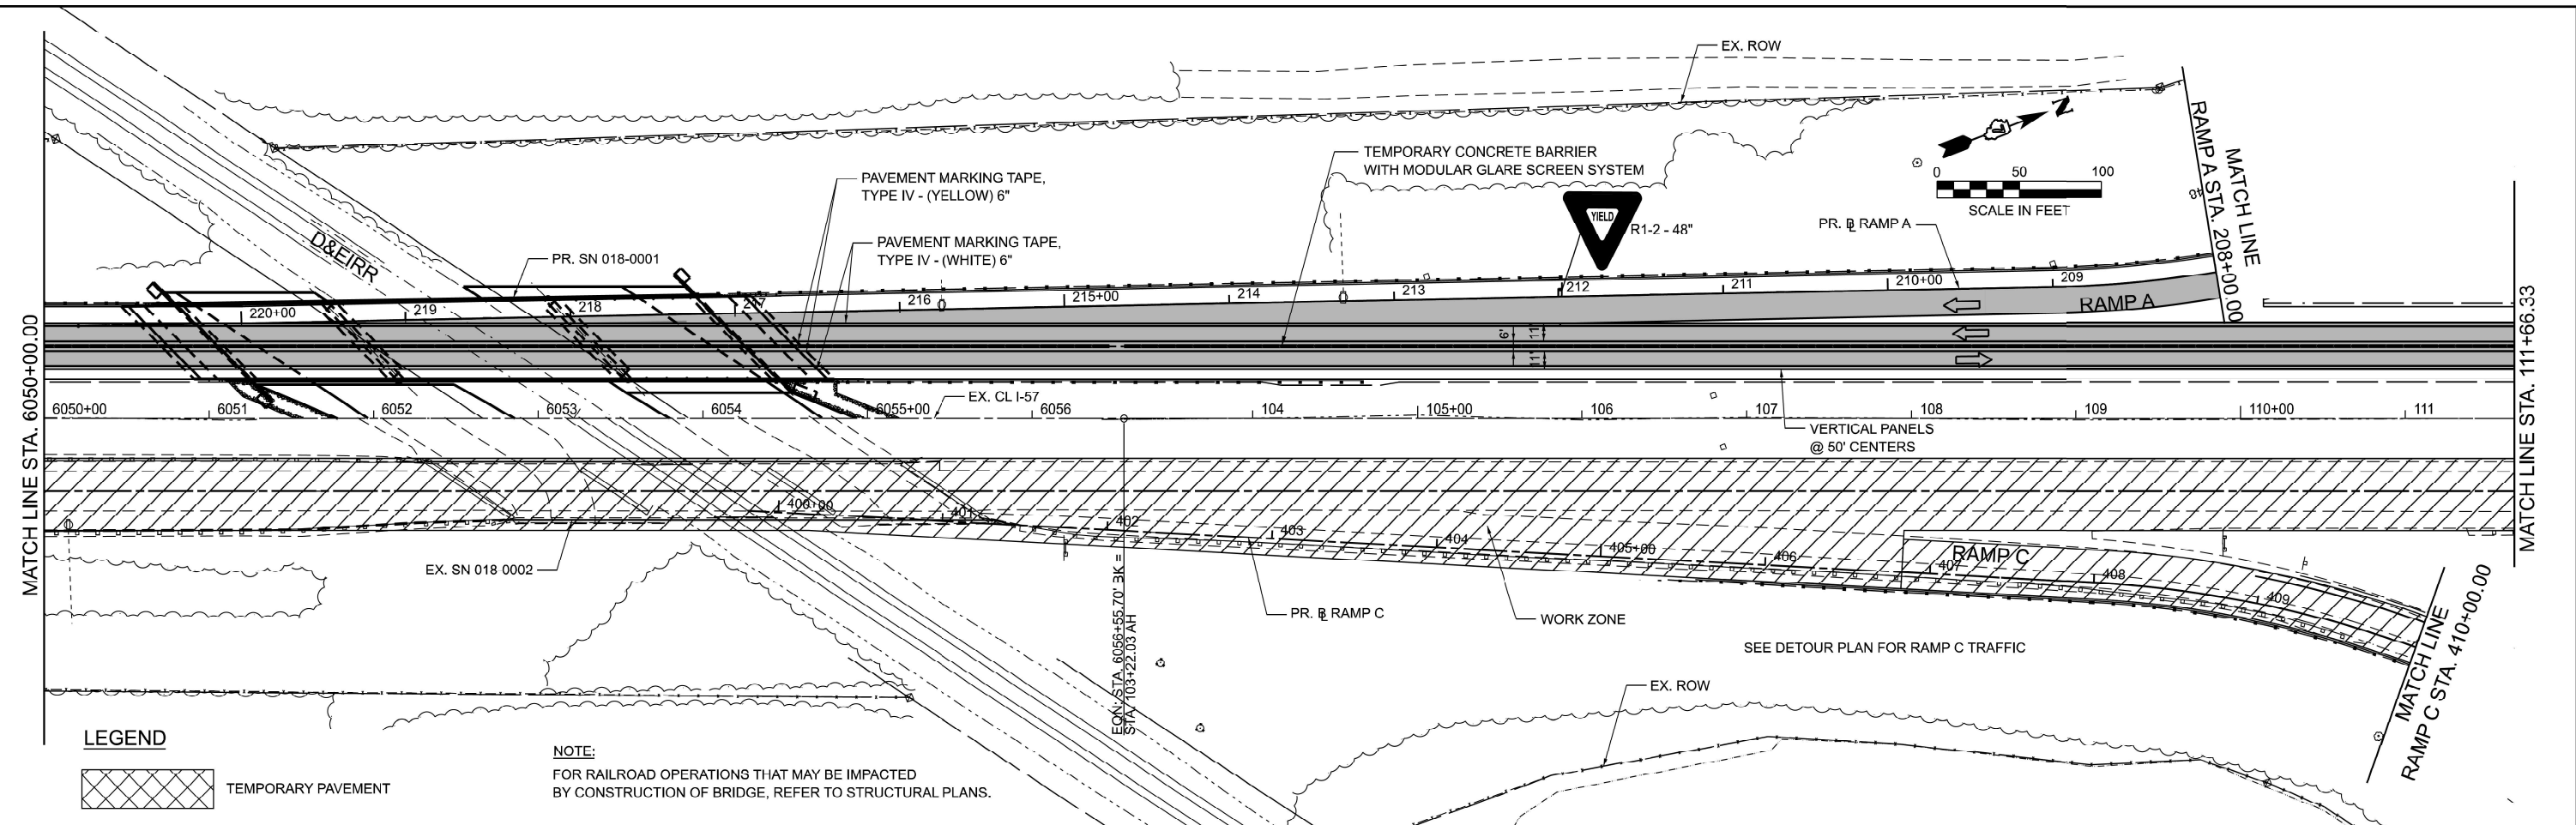 EX. ROW
N
TEMPORARY CONCRETE BARRIER
WITH MODULAR GLARE SCREEN SYSTEM
PAVEMENT MARKING TAPE,
TYPE IV - (YELLOW) 6"
PAVEMENT MARKING TAPE,
TYPE IV - (WHITE) 6"
YIELD
R1-2 - 48"
0 50 100
SCALE IN FEET
PR. BL RAMP A
MATCH LINE
RAMP A STA. 208+00.00
D&EIRR
PR. SN 018-0001
220+00 219 218 217 216 215+00 214 213 212 211 210+00 209
RAMP A
6'
11'
11'
MATCH LINE STA. 6050+00.00
MATCH LINE STA. 111+66.33
EX. CL I-57
6050+00 6051 6052 6053 6054 6055+00 6056 104 105+00 106 107 108 109 110+00 111
VERTICAL PANELS
@ 50' CENTERS
400+00 401 402 403 404 405+00 406 407 408 409
RAMP C
EX. SN 018 0002
EQN: STA. 6056+55.70' BK =
STA. 103+22.03 AH
PR. BL RAMP C
WORK ZONE
SEE DETOUR PLAN FOR RAMP C TRAFFIC
EX. ROW
MATCH LINE
RAMP C STA. 410+00.00
LEGEND
TEMPORARY PAVEMENT
NOTE:
FOR RAILROAD OPERATIONS THAT MAY BE IMPACTED
BY CONSTRUCTION OF BRIDGE, REFER TO STRUCTURAL PLANS.